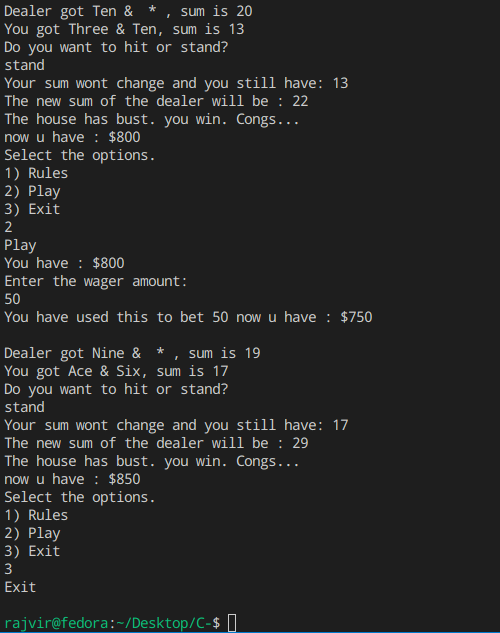 Dealer got Ten &  * , sum is 20
You got Three & Ten, sum is 13
Do you want to hit or stand?
stand
Your sum wont change and you still have: 13
The new sum of the dealer will be : 22
The house has bust. you win. Congs...
now u have : $800
Select the options.
1) Rules
2) Play
3) Exit
2
Play
You have : $800
Enter the wager amount:
50
You have used this to bet 50 now u have : $750
Dealer got Nine &  * , sum is 19
You got Ace & Six, sum is 17
Do you want to hit or stand?
stand
Your sum wont change and you still have: 17
The new sum of the dealer will be : 29
The house has bust. you win. Congs...
now u have : $850
Select the options.
1) Rules
2) Play
3) Exit
3
Exit
rajvir@fedora:~/Desktop/C-$